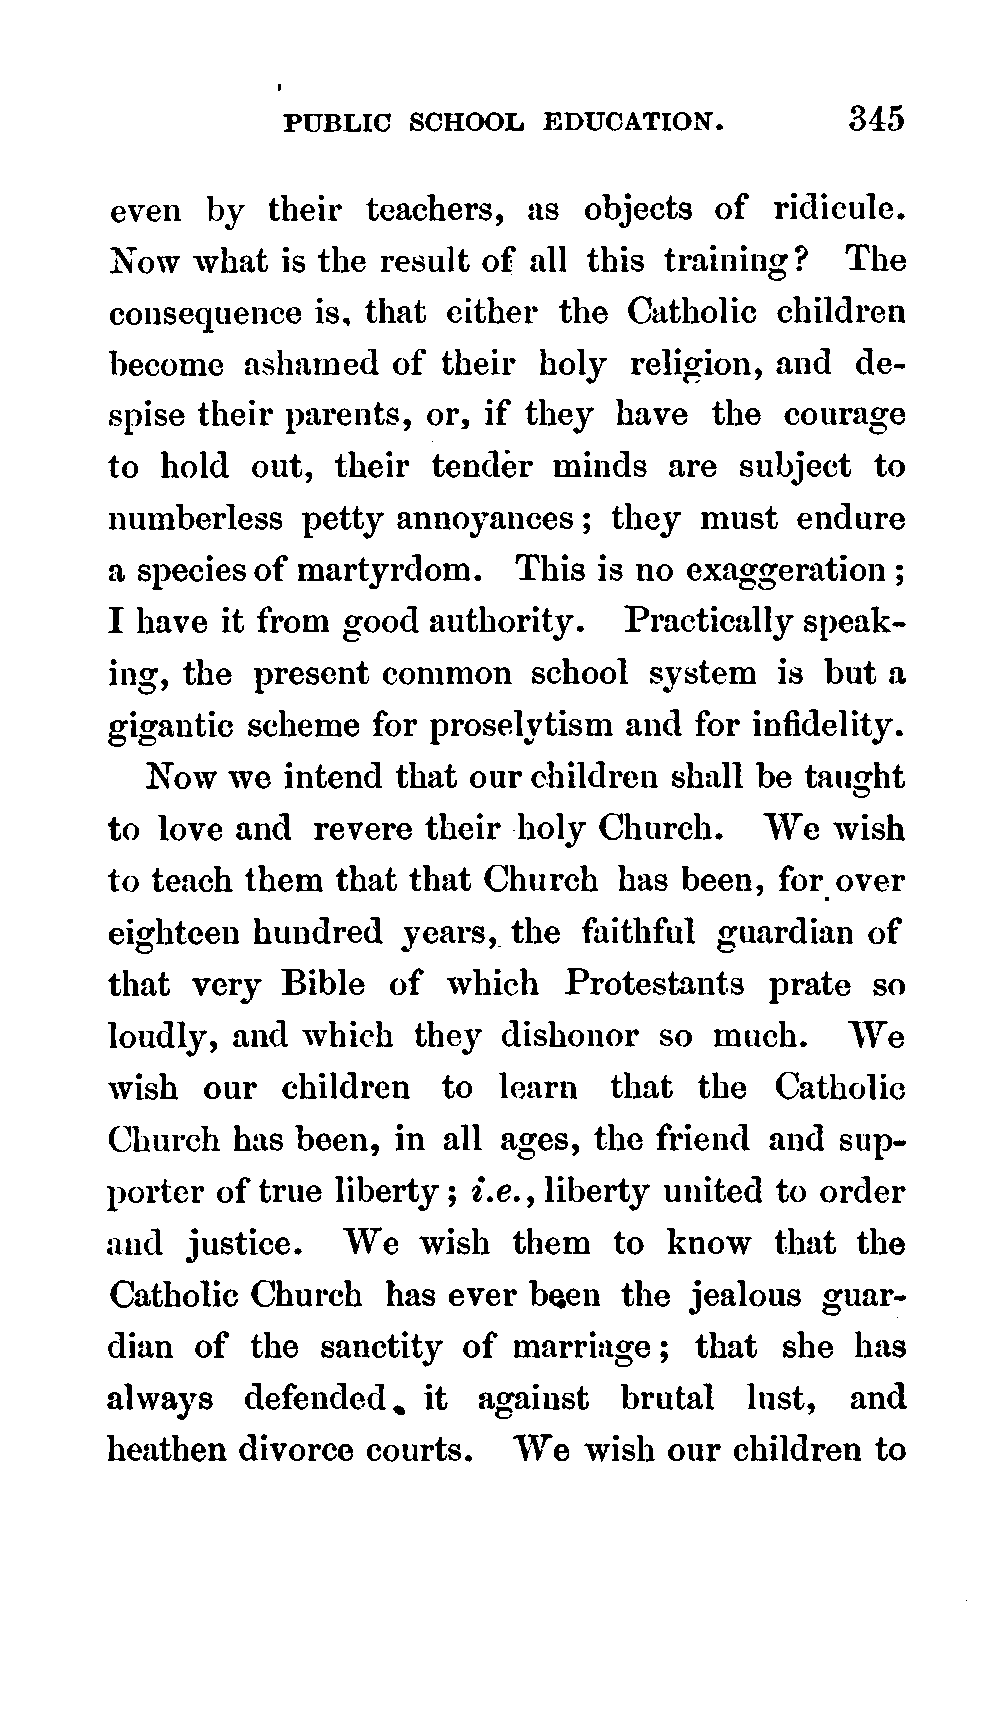 PUBLIC SCHOOL EDUCATION. 345
even by their teachers, as objects of ridicule.
Now what is the result of all this training? The
consequence is, that either the Catholic children
become ashamed of their holy religion, and de-
spise their parents, or, if they have the courage
to hold out, their tender minds are subject to
numberless petty annoyances; they must endure
a species of martyrdom. This is no exaggeration;
I have it from good authority. Practically speak-
ing, the present common school system is but a
gigantic scheme for proselytism and for infidelity.
Now we intend that our children shall be taught
to love and revere their holy Church. We wish
to teach them that that Church has been, for over
eighteen hundred years, the faithful guardian of
that very Bible of which Protestants prate so
loudly, and which they dishonor so much. We
wish our children to learn that the Catholic
Church has been, in all ages, the friend and sup-
porter of true liberty; i.e., liberty united to order
and justice. We wish them to know that the
Catholic Church has ever been the jealous guar-
dian of the sanctity of marriage; that she has
always defended it against brutal lust, and
heathen divorce courts. We wish our children to